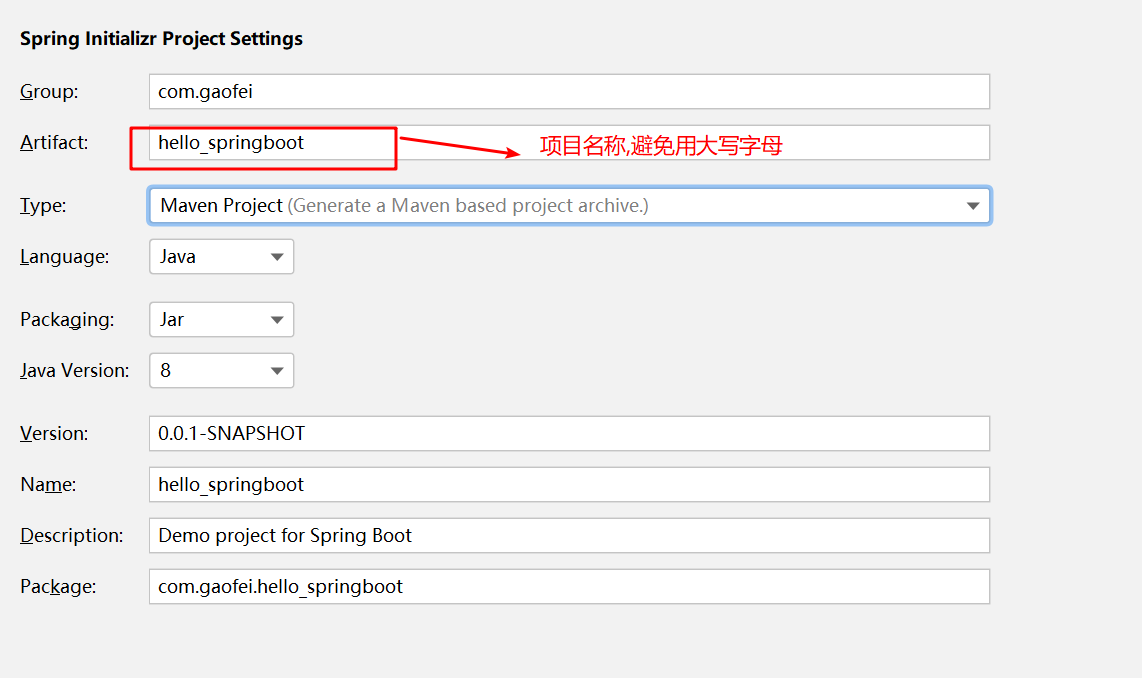 Spring Initializr Project Settings
Group: com.gaofei
Artifact: hello_springboot 项目名称,避免用大写字母
Type: Maven Project (Generate a Maven based project archive.)
Language: Java
Packaging: Jar
Java Version: 8
Version: 0.0.1-SNAPSHOT
Name: hello_springboot
Description: Demo project for Spring Boot
Package: com.gaofei.hello_springboot